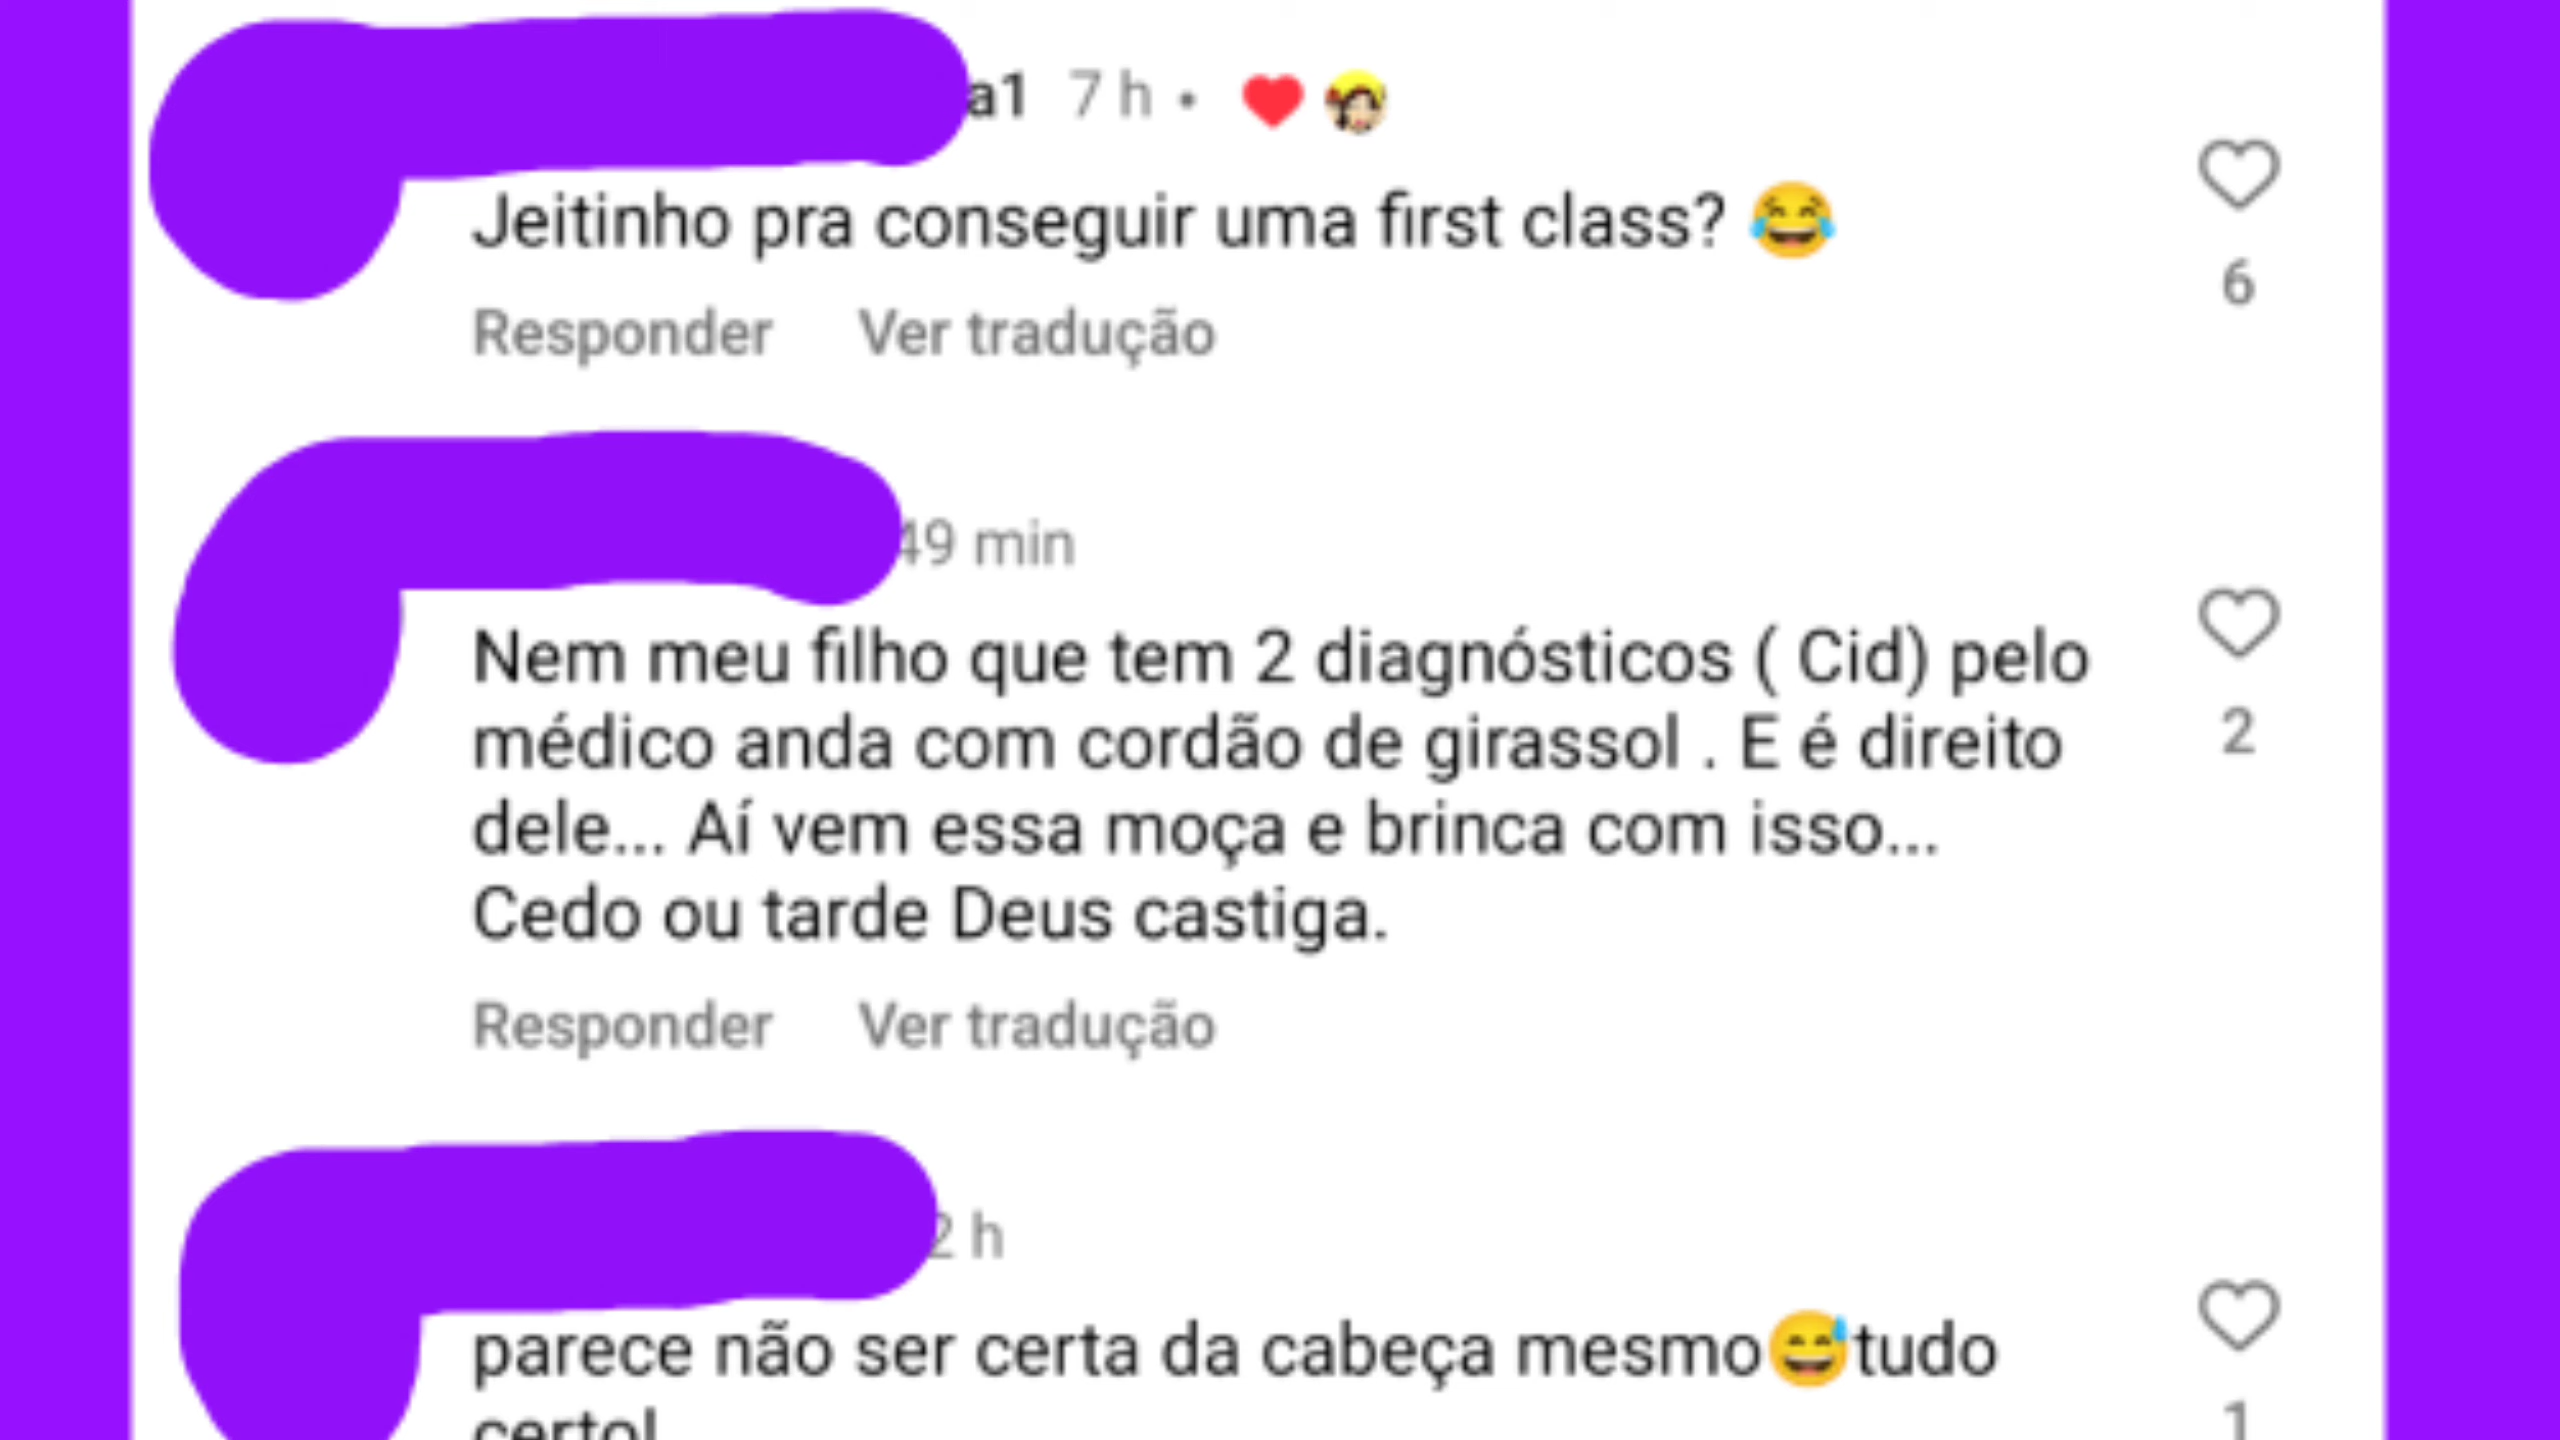 a1 7 h • ❤️
Jeitinho pra conseguir uma first class? 😂
6
Responder Ver tradução
49 min
Nem meu filho que tem 2 diagnósticos ( Cid) pelo
médico anda com cordão de girassol . E é direito
dele... Aí vem essa moça e brinca com isso...
Cedo ou tarde Deus castiga.
2
Responder Ver tradução
2 h
parece não ser certa da cabeça mesmo😅tudo
certo!
1